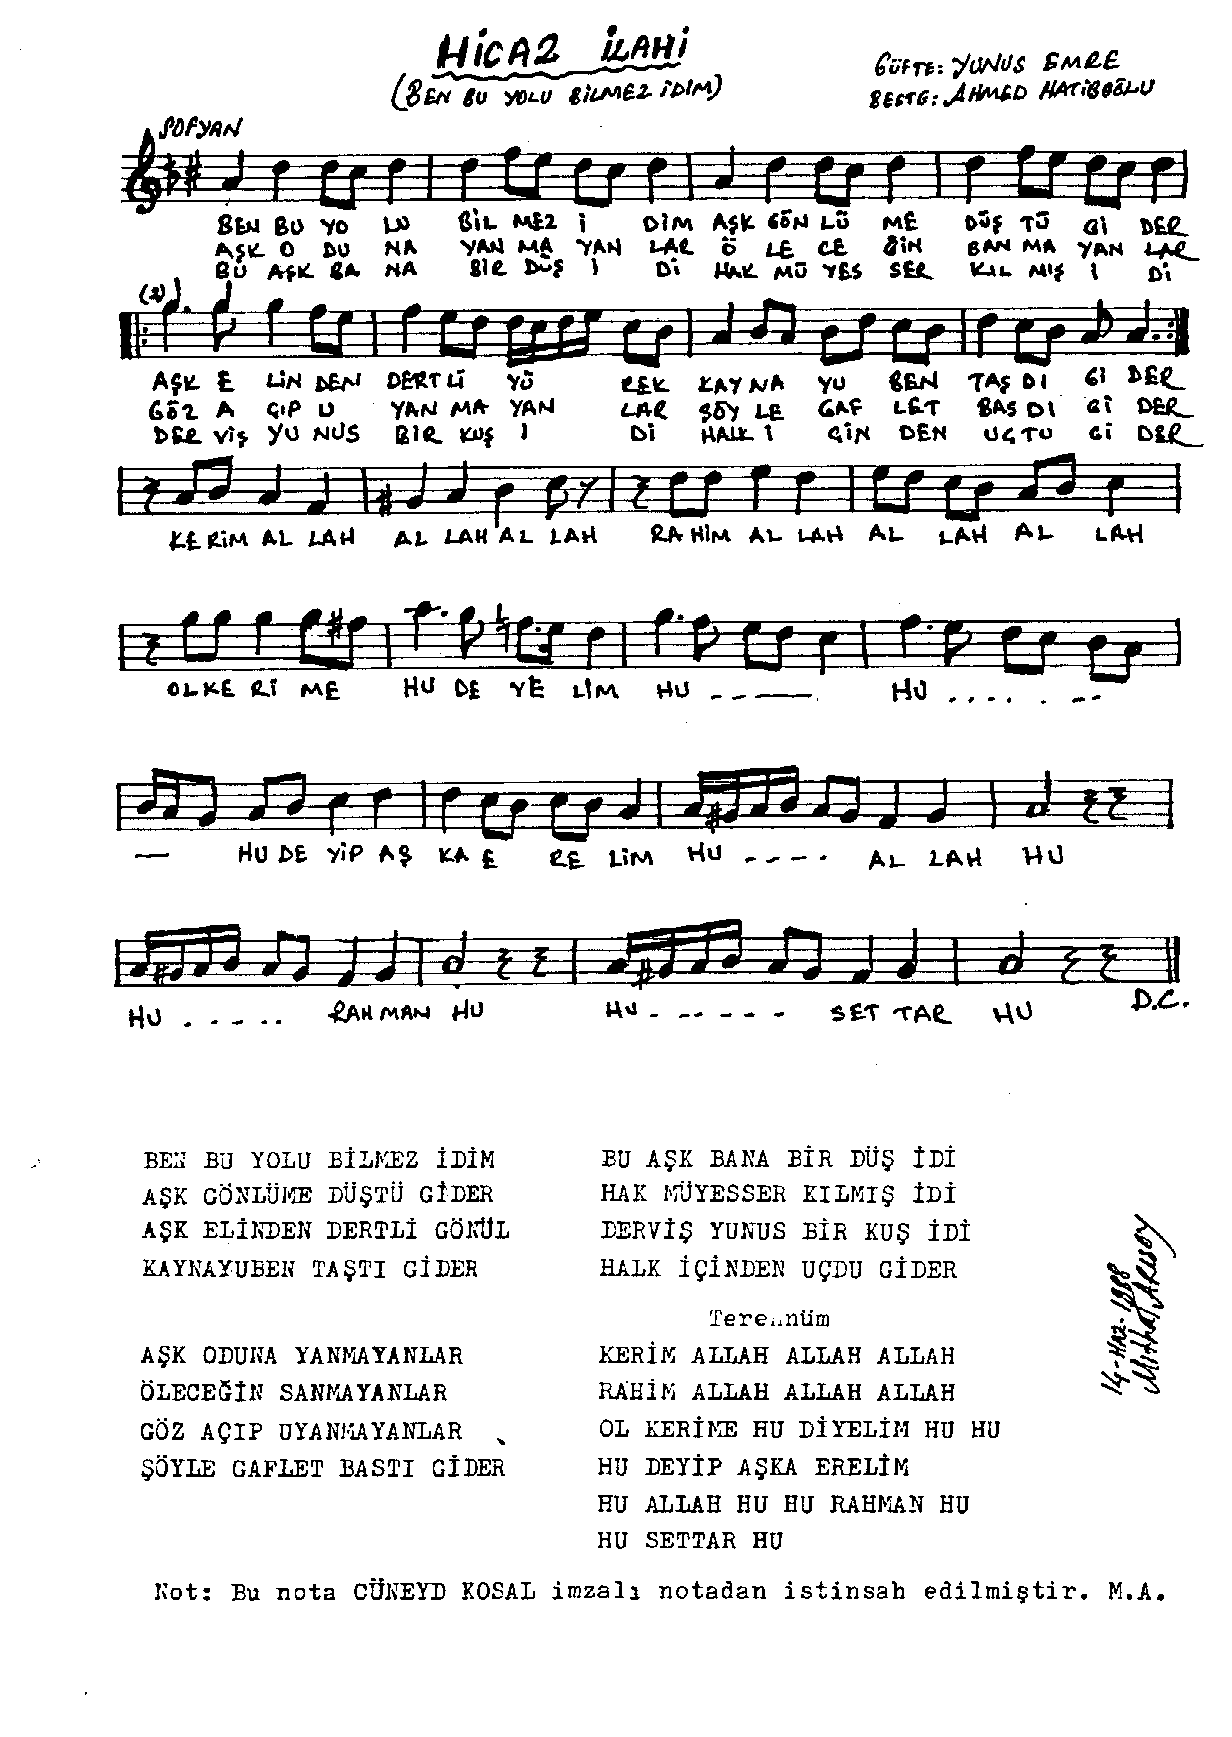 HİCAZ İLAHİ
(BEN BU YOLU BİLMEZ İDİM)
GÜFTE: YUNUS EMRE
BESTE: AHMED HATİBOĞLU
SOFYAN
BEN BU YO LU BİL MEZ İ DİM AŞK GÖN LÜ ME DÜŞ TÜ Gİ DER
AŞK O DU NA YAN MA YAN LAR Ö LE CE ĞİN SAN MA YAN LAR
BU AŞK BA NA BİR DÜŞ İ Dİ HAK MÜ YES SER KIL MIŞ I Dİ
(2)
AŞK E LİN DEN DERT Lİ YÜ REK KAY NA YU BEN TAŞ DI Gİ DER
GÖZ A ÇIP U YAN MA YAN LAR ŞÖY LE GAF LET BAS DI Gİ DER
DER VİŞ YU NUS BİR KUŞ İ Dİ HALK İ ÇİN DEN UÇ TU Gİ DER
KE RİM AL LAH AL LAH AL LAH RA HİM AL LAH AL LAH AL LAH
OL KE Rİ ME HU DE YE LİM HU - - - - - HU . . . . . - -
— HU DE YİP AŞ KA E RE LİM HU - - - - AL LAH HU
HU . - - - - RAH MAN HU HU - - - - - - SET TAR HU
D.C.
BEN BU YOLU BİLMEZ İDİM
AŞK GÖNLÜME DÜŞTÜ GİDER
AŞK ELİNDEN DERTLİ GÖNÜL
KAYNAYUBEN TAŞTI GİDER
AŞK ODUNA YANMAYANLAR
ÖLECEĞİN SANMAYANLAR
GÖZ AÇIP UYANMAYANLAR
ŞÖYLE GAFLET BASTI GİDER
BU AŞK BANA BİR DÜŞ İDİ
HAK MÜYESSER KILMIŞ İDİ
DERVİŞ YUNUS BİR KUŞ İDİ
HALK İÇİNDEN UÇDU GİDER
Terennüm
KERİM ALLAH ALLAH ALLAH
RAHİM ALLAH ALLAH ALLAH
OL KERİME HU DİYELİM HU HU
HU DEYİP AŞKA ERELİM
HU ALLAH HU HU RAHMAN HU
HU SETTAR HU
14-HAZ-1988
Mithat ARISOY
Not: Bu nota CÜNEYD KOSAL imzalı notadan istinsah edilmiştir. M.A.